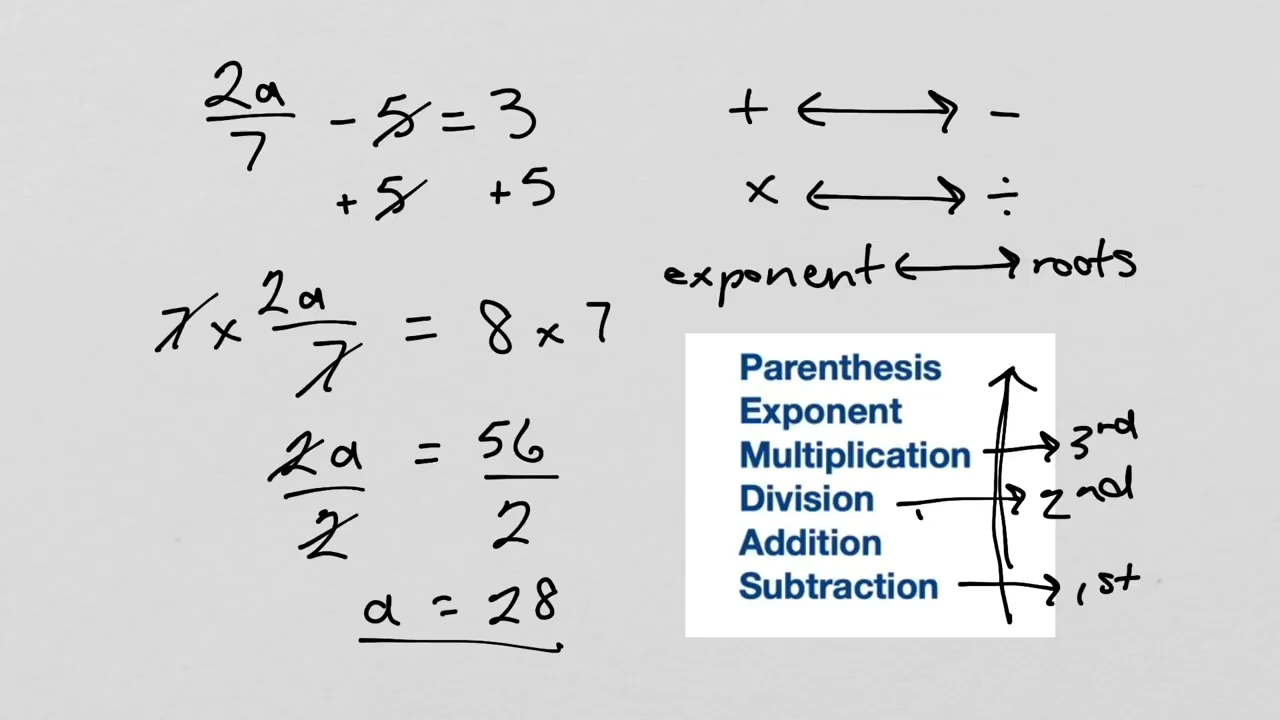 2a/7 - 5 = 3
+5 +5
7 × 2a/7 = 8 × 7
2a/2 = 56/2
a = 28
+ ⟷ -
× ⟷ ÷
exponent ⟷ roots
Parenthesis
Exponent
Multiplication → 3rd
Division → 2nd
Addition
Subtraction → 1st